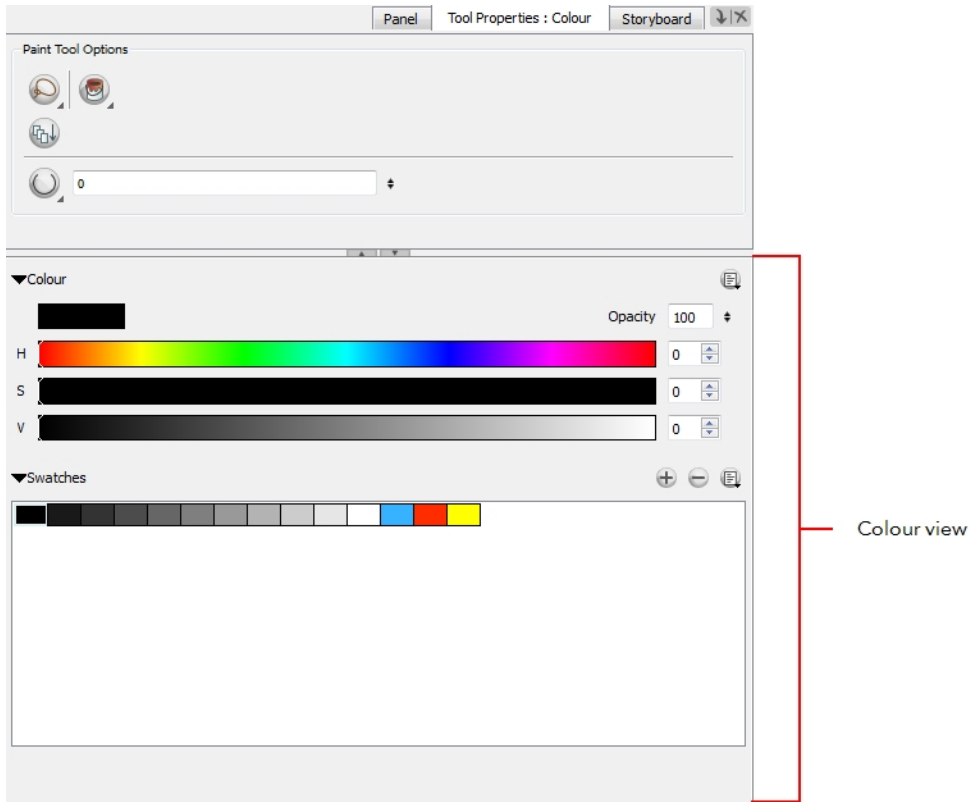 Panel Tool Properties : Colour Storyboard
Paint Tool Options
0
Colour
Opacity 100
H 0
S 0
V 0
Swatches
Colour view